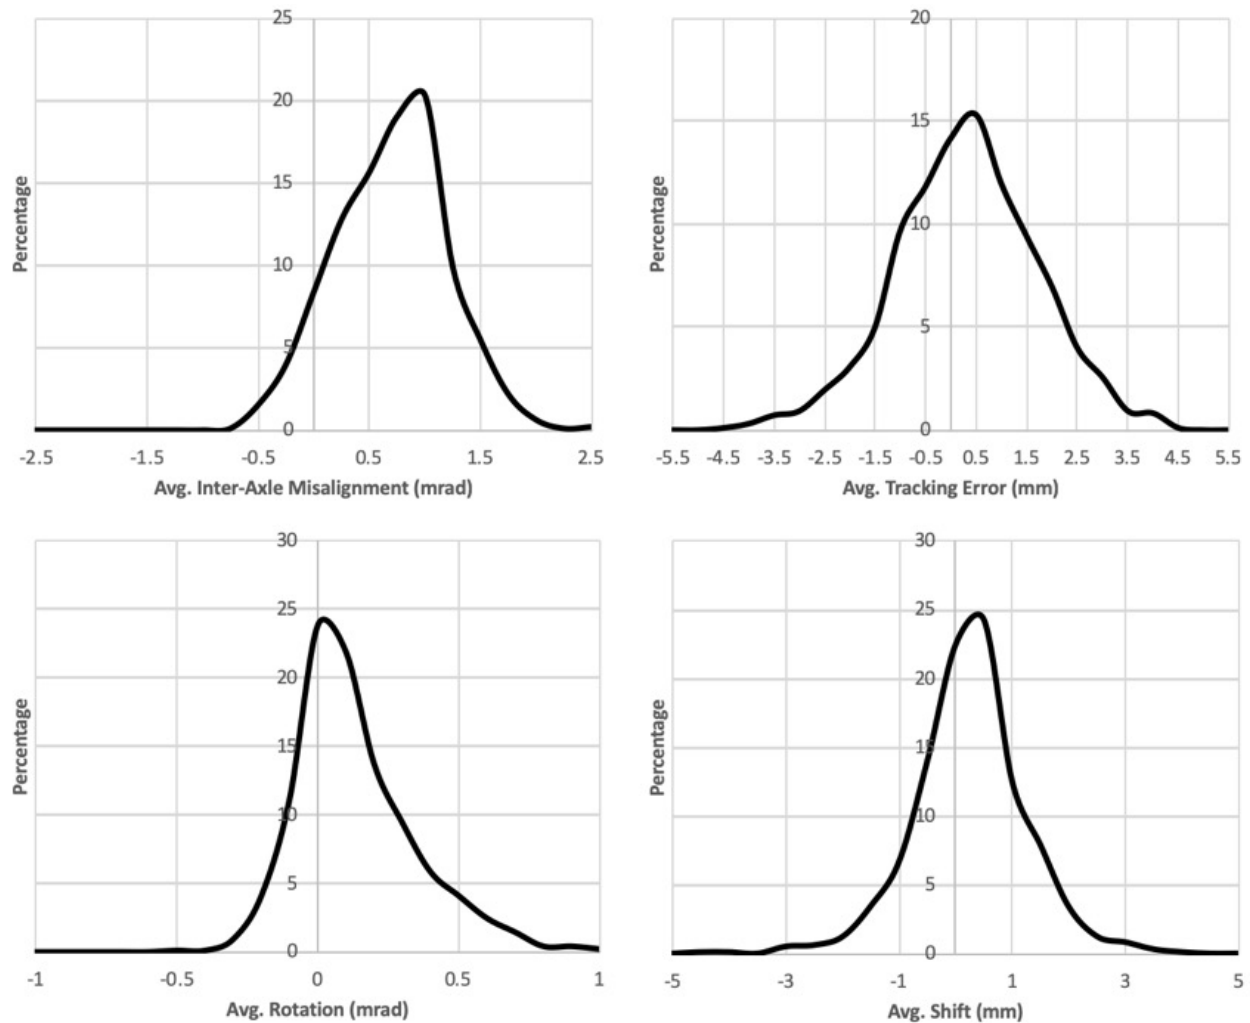 25
20
15
10
5
0
Percentage
-2.5 -1.5 -0.5 0.5 1.5 2.5
Avg. Inter-Axle Misalignment (mrad)
20
15
10
5
0
Percentage
-5.5 -4.5 -3.5 -2.5 -1.5 -0.5 0.5 1.5 2.5 3.5 4.5 5.5
Avg. Tracking Error (mm)
30
25
20
15
10
5
0
Percentage
-1 -0.5 0 0.5 1
Avg. Rotation (mrad)
30
25
20
15
10
5
0
Percentage
-5 -3 -1 1 3 5
Avg. Shift (mm)